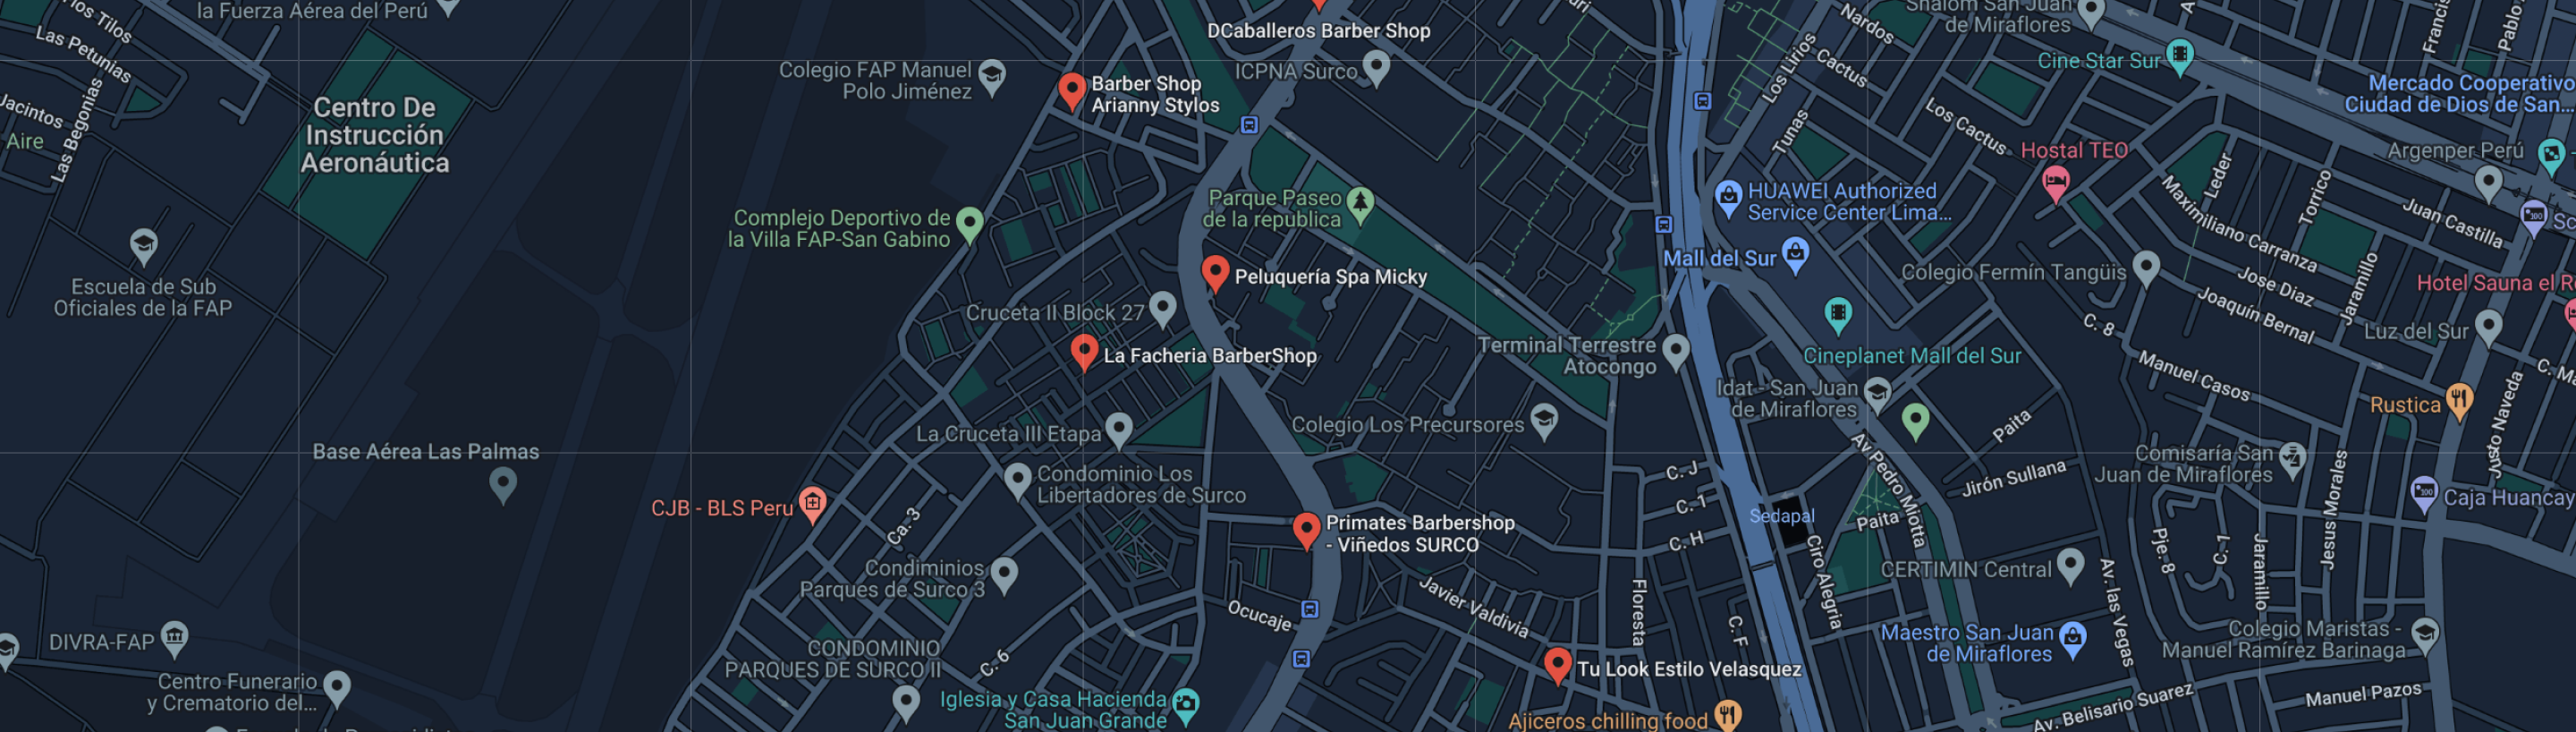 la Fuerza Aérea del Perú
los Tilos
Las Petunias
Jacintos
Las Begonias
Aire
Centro De
Instrucción
Aeronáutica
Escuela de Sub
Oficiales de la FAP
Base Aérea Las Palmas
DIVRA-FAP
Centro Funerario
y Crematorio del...
Colegio FAP Manuel
Polo Jiménez
Barber Shop
Arianny Stylos
DCaballeros Barber Shop
ICPNA Surco
Complejo Deportivo de
la Villa FAP-San Gabino
Parque Paseo
de la republica
Peluquería Spa Micky
Cruceta II Block 27
La Facheria BarberShop
La Cruceta III Etapa
Colegio Los Precursores
Condominio Los
Libertadores de Surco
CJB - BLS Peru
Ca. 3
Primates Barbershop
- Viñedos SURCO
Condiminios
Parques de Surco 3
Ocucaje
Javier Valdivia
CONDOMINIO
PARQUES DE SURCO II
C. 6
Iglesia y Casa Hacienda
San Juan Grande
Tu Look Estilo Velasquez
Ajiceros chilling food
Floresta
C. F
C. J
C. 1
C. H
Terminal Terrestre
Atocongo
Nardos
Los Lirios
Cactus
Tunas
Shalom San Juan
de Miraflores
Cine Star Sur
Los Cactus
Hostal TEO
HUAWEI Authorized
Service Center Lima...
Mall del Sur
Cineplanet Mall del Sur
Idat - San Juan
de Miraflores
Colegio Fermín Tangüis
C. 8
Manuel Casos
Maximiliano Carranza
Jose Diaz
Joaquín Bernal
Leder
Torrico
Jaramillo
Juan Castilla
Mercado Cooperativo
Ciudad de Dios de San...
Argenper Perú
Francis
Pablo
Hotel Sauna el R
Luz del Sur
C. Ma
Rustica
Justo Naveda
Paita
Jirón Sullana
Av. Pedro Miotta
Sedapal
Paita
Ciro Alegria
Comisaría San
Juan de Miraflores
Jesus Morales
Caja Huancay
CERTIMIN Central
Pje. 8
C. 1
Jaramillo
Av. las Vegas
Maestro San Juan
de Miraflores
Colegio Maristas -
Manuel Ramírez Barinaga
Av. Belisario Suarez
Manuel Pazos